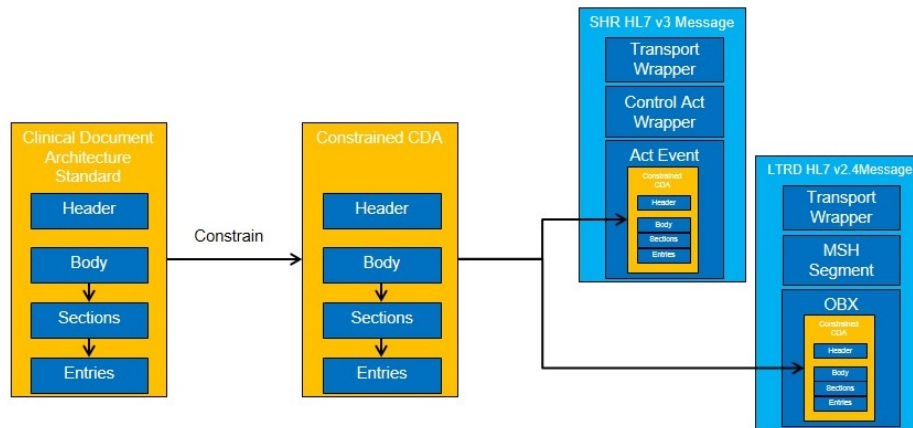 Clinical Document
Architecture
Standard
Header
Body
Sections
Entries
Constrain
Constrained CDA
Header
Body
Sections
Entries
SHR HL7 v3 Message
Transport
Wrapper
Control Act
Wrapper
Act Event
Constrained
CDA
Header
Body
Sections
Entries
LTRD HL7 v2.4Message
Transport
Wrapper
MSH
Segment
OBX
Constrained
CDA
Header
Body
Sections
Entries